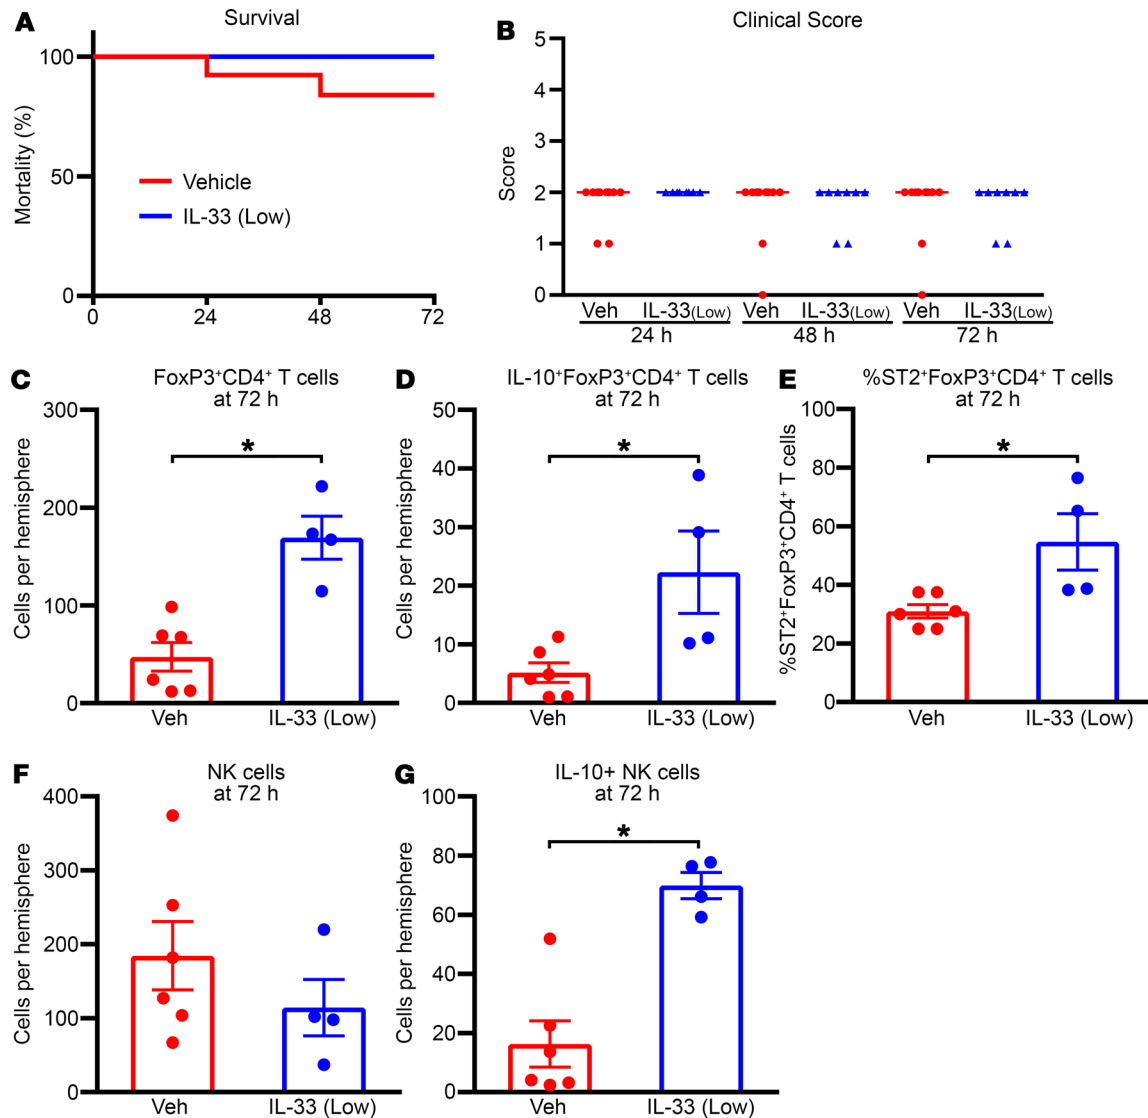 A
Survival
Mortality (%)
100
50
0
Vehicle
IL-33 (Low)
0 24 48 72
B
Clinical Score
Score
5
4
3
2
1
0
Veh IL-33(Low) Veh IL-33(Low) Veh IL-33(Low)
24 h 48 h 72 h
C
FoxP3⁺CD4⁺ T cells
at 72 h
Cells per hemisphere
300
200
100
0
*
Veh IL-33 (Low)
D
IL-10⁺FoxP3⁺CD4⁺ T cells
at 72 h
Cells per hemisphere
50
40
30
20
10
0
*
Veh IL-33 (Low)
E
%ST2⁺FoxP3⁺CD4⁺ T cells
at 72 h
%ST2⁺FoxP3⁺CD4⁺ T cells
100
80
60
40
20
0
*
Veh IL-33 (Low)
F
NK cells
at 72 h
Cells per hemisphere
400
300
200
100
0
Veh IL-33 (Low)
G
IL-10+ NK cells
at 72 h
Cells per hemisphere
100
80
60
40
20
0
*
Veh IL-33 (Low)